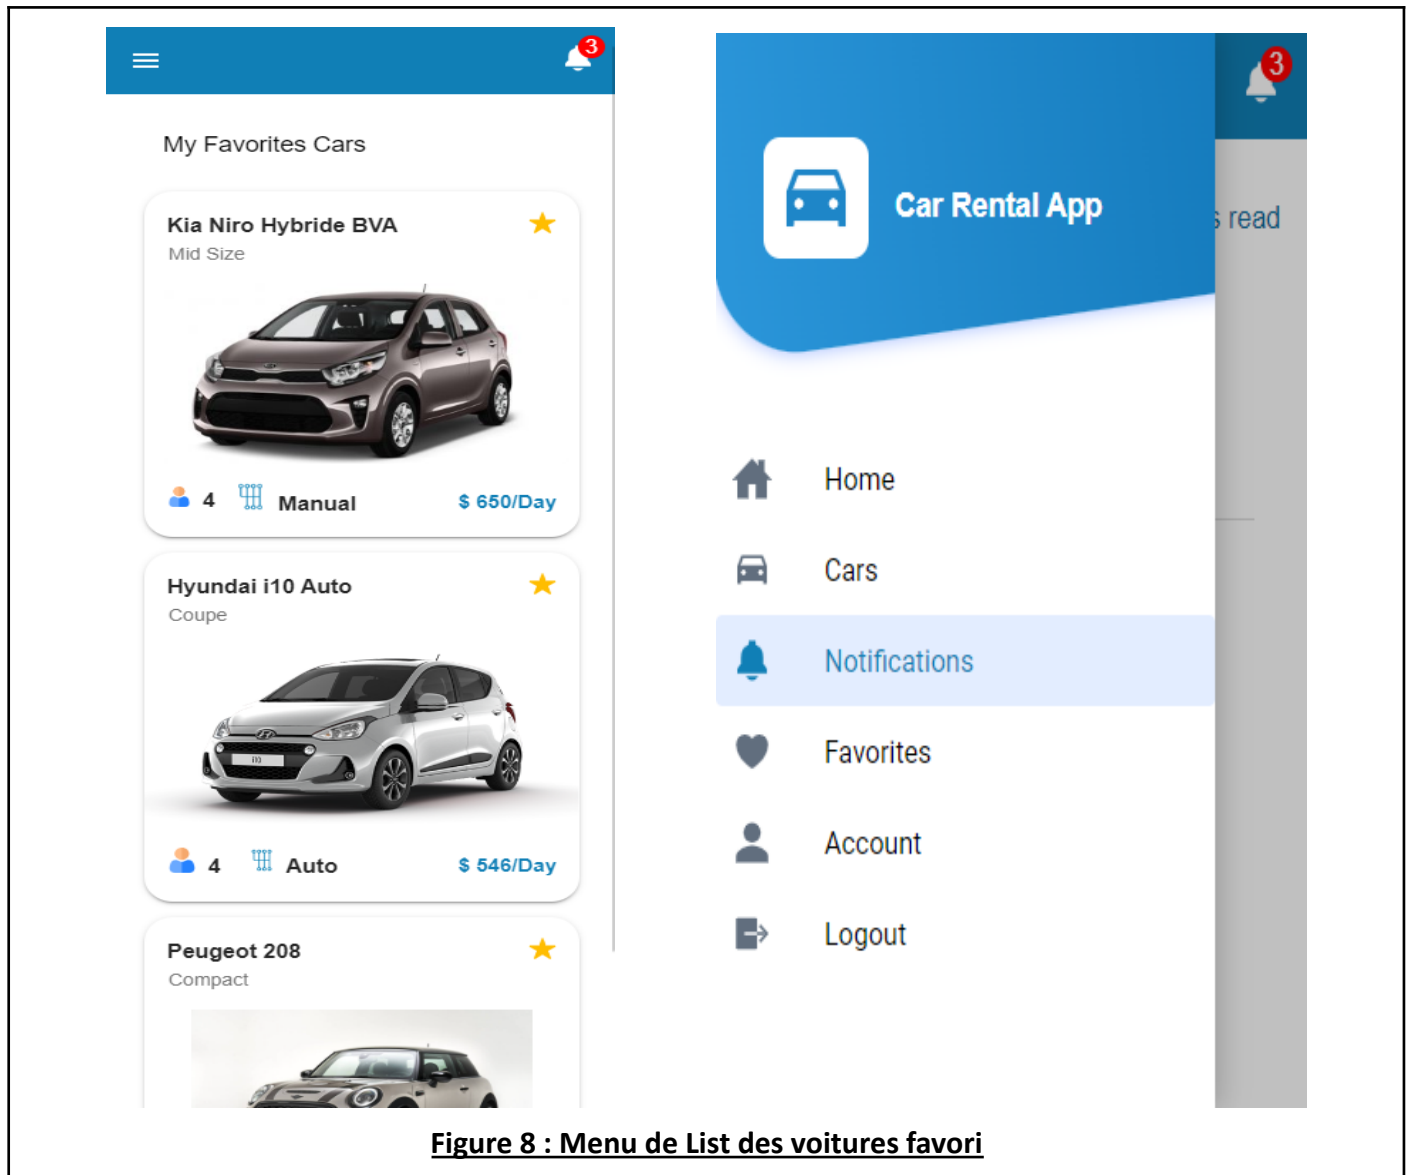 3
My Favorites Cars
Kia Niro Hybride BVA
Mid Size
4 Manual $ 650/Day
Hyundai i10 Auto
Coupe
i10
4 Auto $ 546/Day
Peugeot 208
Compact
3
Car Rental App
s read
Home
Cars
Notifications
Favorites
Account
Logout
Figure 8 : Menu de List des voitures favori